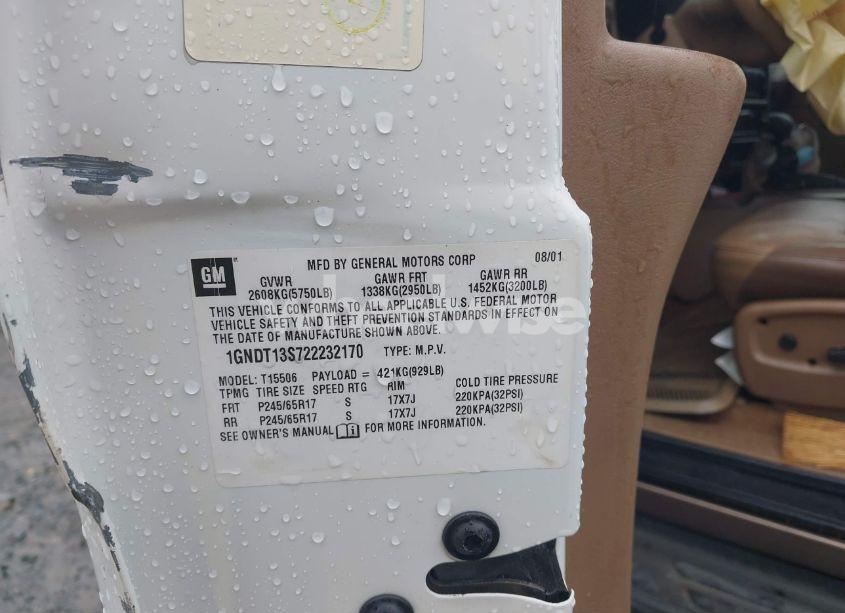 GM
MFD BY GENERAL MOTORS CORP 08/01
GVWR GAWR FRT GAWR RR
2608KG(5750LB) 1338KG(2950LB) 1452KG(3200LB)
THIS VEHICLE CONFORMS TO ALL APPLICABLE U.S. FEDERAL MOTOR
VEHICLE SAFETY AND THEFT PREVENTION STANDARDS IN EFFECT ON
THE DATE OF MANUFACTURE SHOWN ABOVE.
1GNDT13S722232170 TYPE: M.P.V.
MODEL: T15506 PAYLOAD = 421KG(929LB)
TPMG TIRE SIZE SPEED RTG RIM COLD TIRE PRESSURE
FRT P245/65R17 S 17X7J 220KPA(32PSI)
RR P245/65R17 S 17X7J 220KPA(32PSI)
SEE OWNER'S MANUAL FOR MORE INFORMATION.